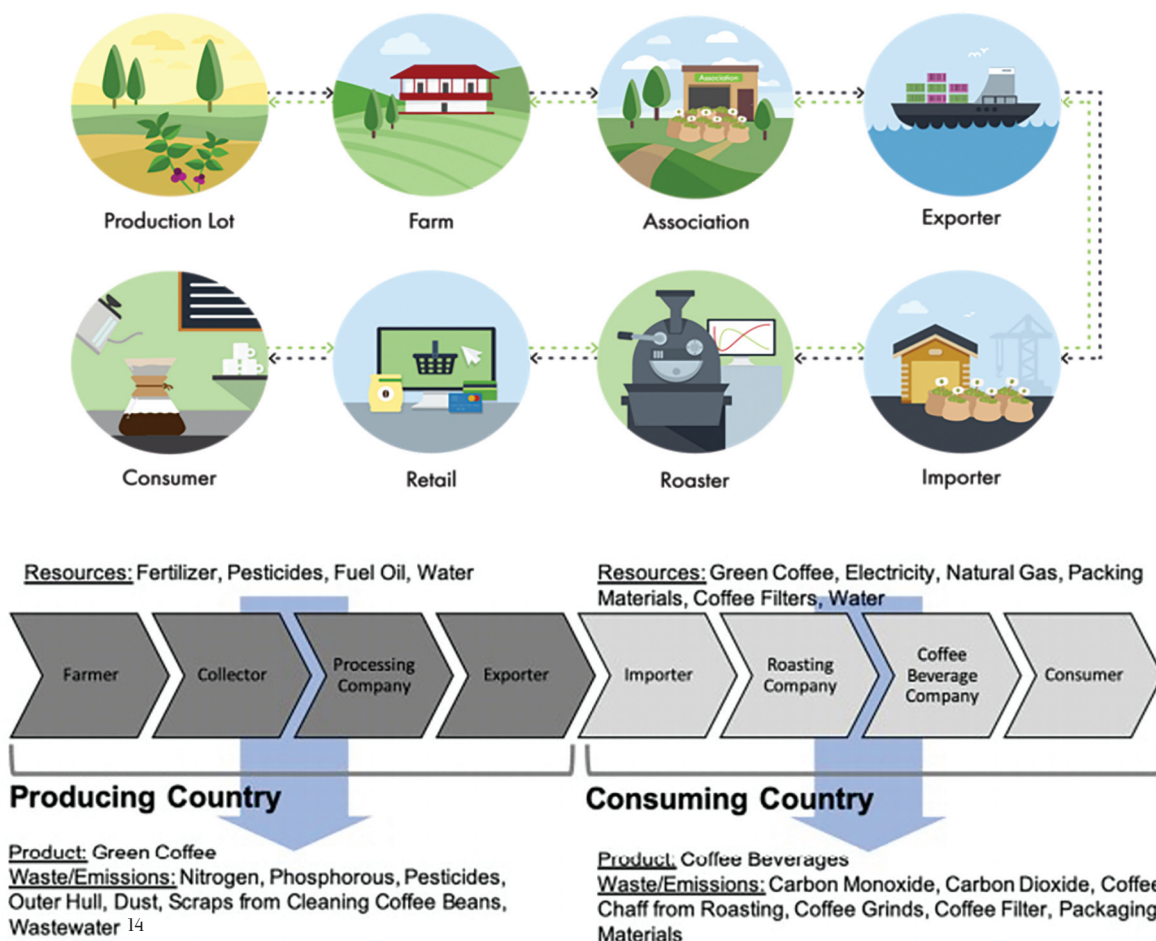 Association
Production Lot
Farm
Association
Exporter
Consumer
Retail
Roaster
Importer
Resources: Fertilizer, Pesticides, Fuel Oil, Water
Resources: Green Coffee, Electricity, Natural Gas, Packing
Materials, Coffee Filters, Water
Farmer
Collector
Processing
Company
Exporter
Importer
Roasting
Company
Coffee
Beverage
Company
Consumer
Producing Country
Product: Green Coffee
Waste/Emissions: Nitrogen, Phosphorous, Pesticides,
Outer Hull, Dust, Scraps from Cleaning Coffee Beans,
Wastewater 14
Consuming Country
Product: Coffee Beverages
Waste/Emissions: Carbon Monoxide, Carbon Dioxide, Coffee
Chaff from Roasting, Coffee Grinds, Coffee Filter, Packaging
Materials